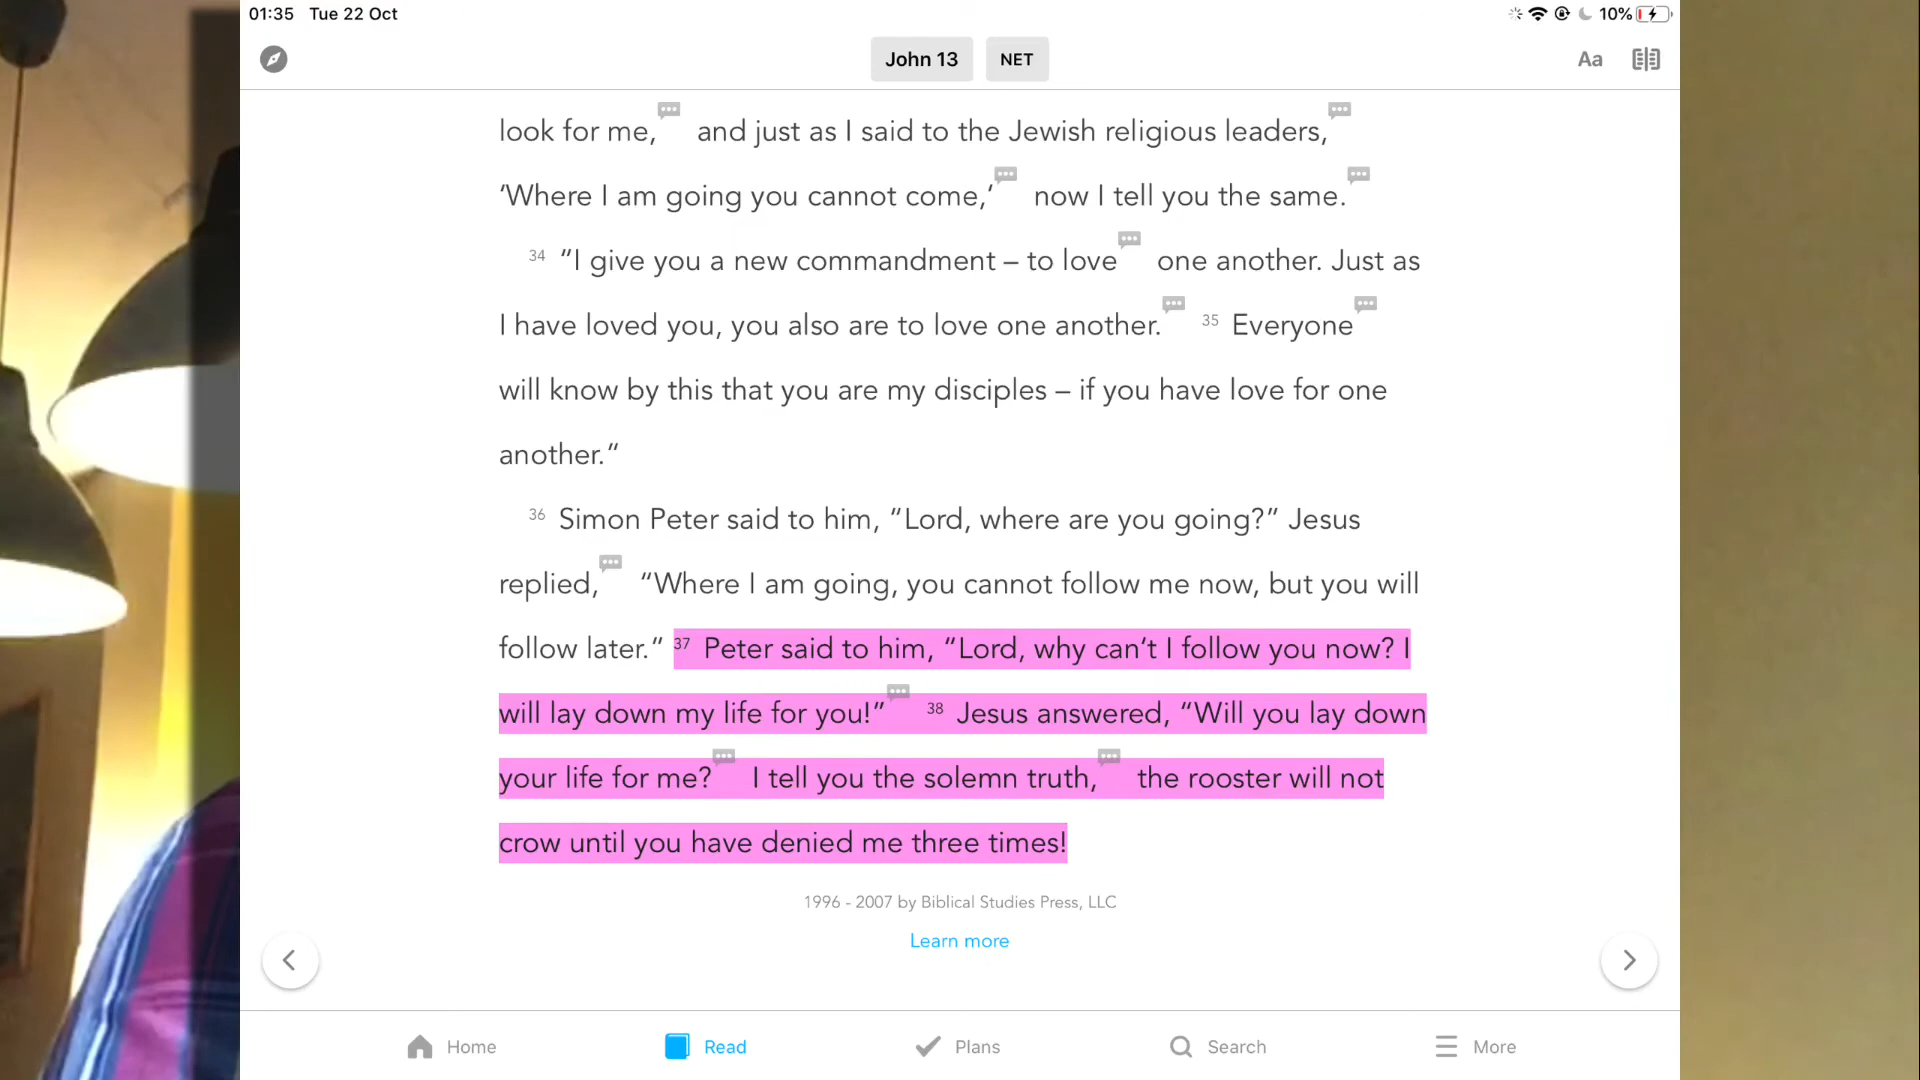 01:35 Tue 22 Oct
10%
John 13 NET
Aa
look for me, and just as I said to the Jewish religious leaders,
‘Where I am going you cannot come,‘ now I tell you the same.
34 “I give you a new commandment – to love one another. Just as
I have loved you, you also are to love one another. 35 Everyone
will know by this that you are my disciples – if you have love for one
another.“
36 Simon Peter said to him, “Lord, where are you going?” Jesus
replied, “Where I am going, you cannot follow me now, but you will
follow later.“ 37 Peter said to him, “Lord, why can‘t I follow you now? I
will lay down my life for you!” 38 Jesus answered, “Will you lay down
your life for me? I tell you the solemn truth, the rooster will not
crow until you have denied me three times!
1996 - 2007 by Biblical Studies Press, LLC
Learn more
Home Read Plans Search More